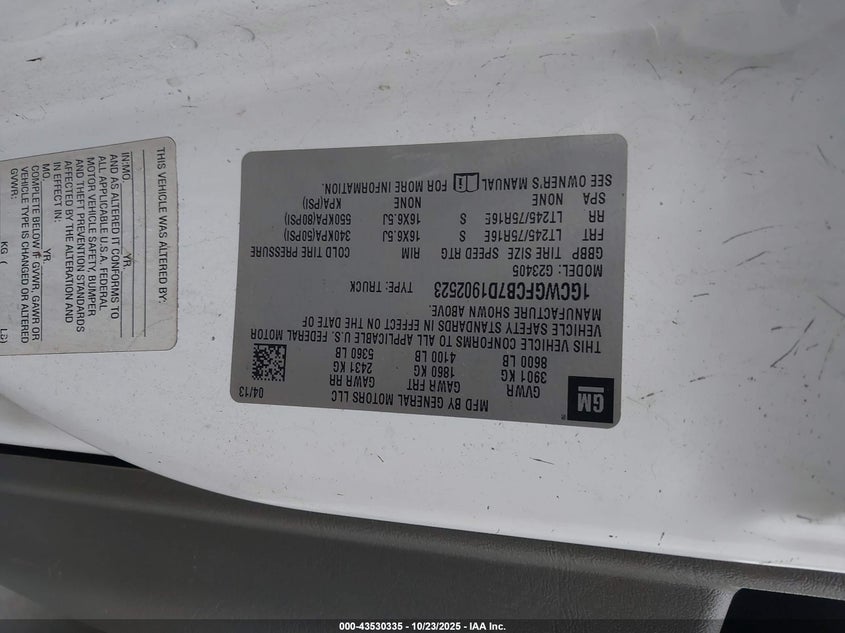 GM
MFD BY GENERAL MOTORS LLC
04/13
GVWR GAWR FRT GAWR RR
3901 KG 1860 KG 2431 KG
8600 LB 4100 LB 5360 LB
THIS VEHICLE CONFORMS TO ALL APPLICABLE U.S. FEDERAL MOTOR
VEHICLE SAFETY STANDARDS IN EFFECT ON THE DATE OF
MANUFACTURE SHOWN ABOVE.
1GCWGFCB7D1902523 TYPE: TRUCK
MODEL: G23405
GBBP TIRE SIZE SPEED RTG RIM COLD TIRE PRESSURE
FRT LT245/75R16E S 16X6.5J 340KPA(50PSI)
RR LT245/75R16E S 16X6.5J 550KPA(80PSI)
SPA NONE NONE KPA(PSI)
SEE OWNER'S MANUAL FOR MORE INFORMATION.
THIS VEHICLE WAS ALTERED BY:
IN:MO. YR.
AND AS ALTERED IT CONFORMS TO
ALL APPLICABLE U.S.A. FEDERAL
MOTOR VEHICLE SAFETY, BUMPER
AND THEFT PREVENTION STANDARDS
AFFECTED BY THE ALTERATION AND
IN EFFECT IN:
MO. YR.
COMPLETE BELOW IF GVWR, GAWR OR
VEHICLE TYPE IS CHANGED OR ALTERED
GVWR:
KG ( LB)
000-43530335 - 10/23/2025 - IAA Inc.